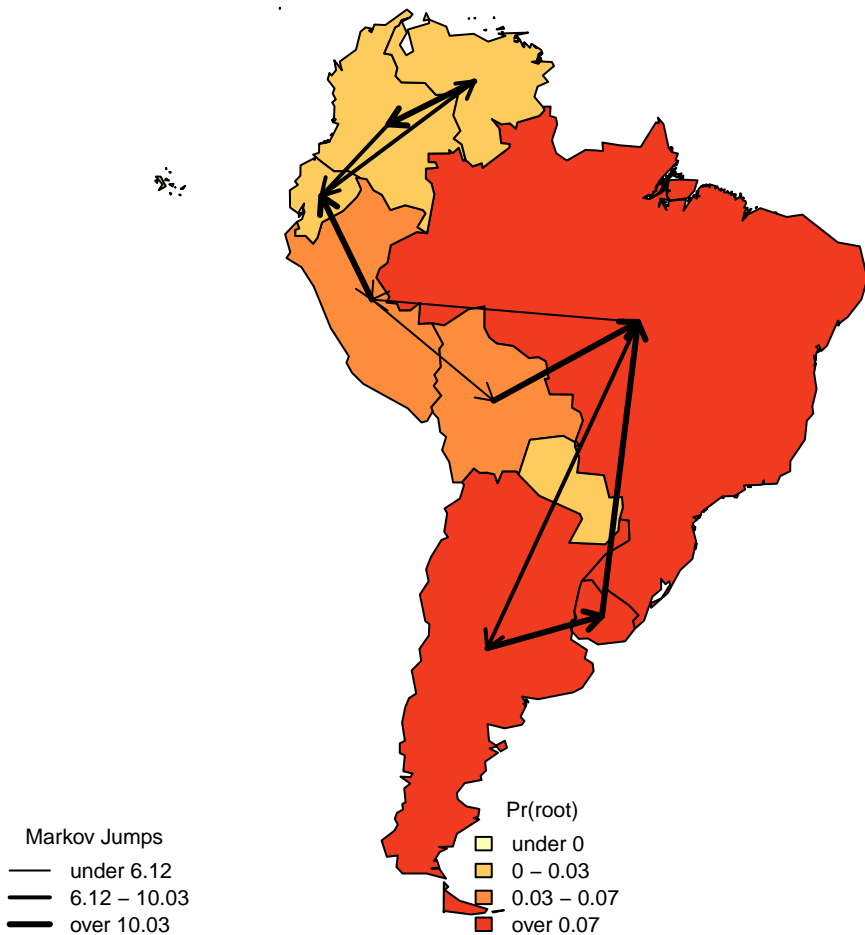 Markov Jumps
under 6.12
6.12 – 10.03
over 10.03
Pr(root)
under 0
0 – 0.03
0.03 – 0.07
over 0.07